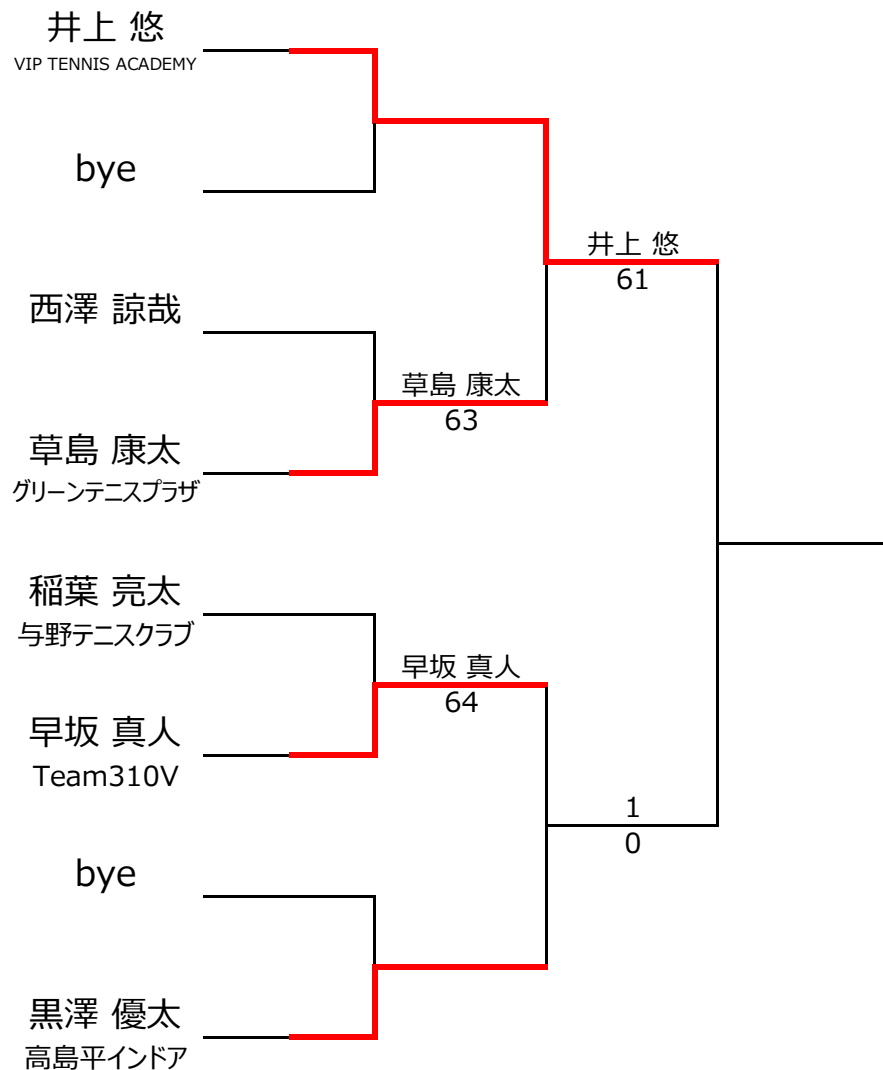 井上 悠
VIP TENNIS ACADEMY
bye
井上 悠
61
西澤 諒哉
草島 康太
63
草島 康太
グリーンテニスプラザ
稲葉 亮太
与野テニスクラブ
早坂 真人
64
早坂 真人
Team310V
1
0
bye
黒澤 優太
高島平インドア